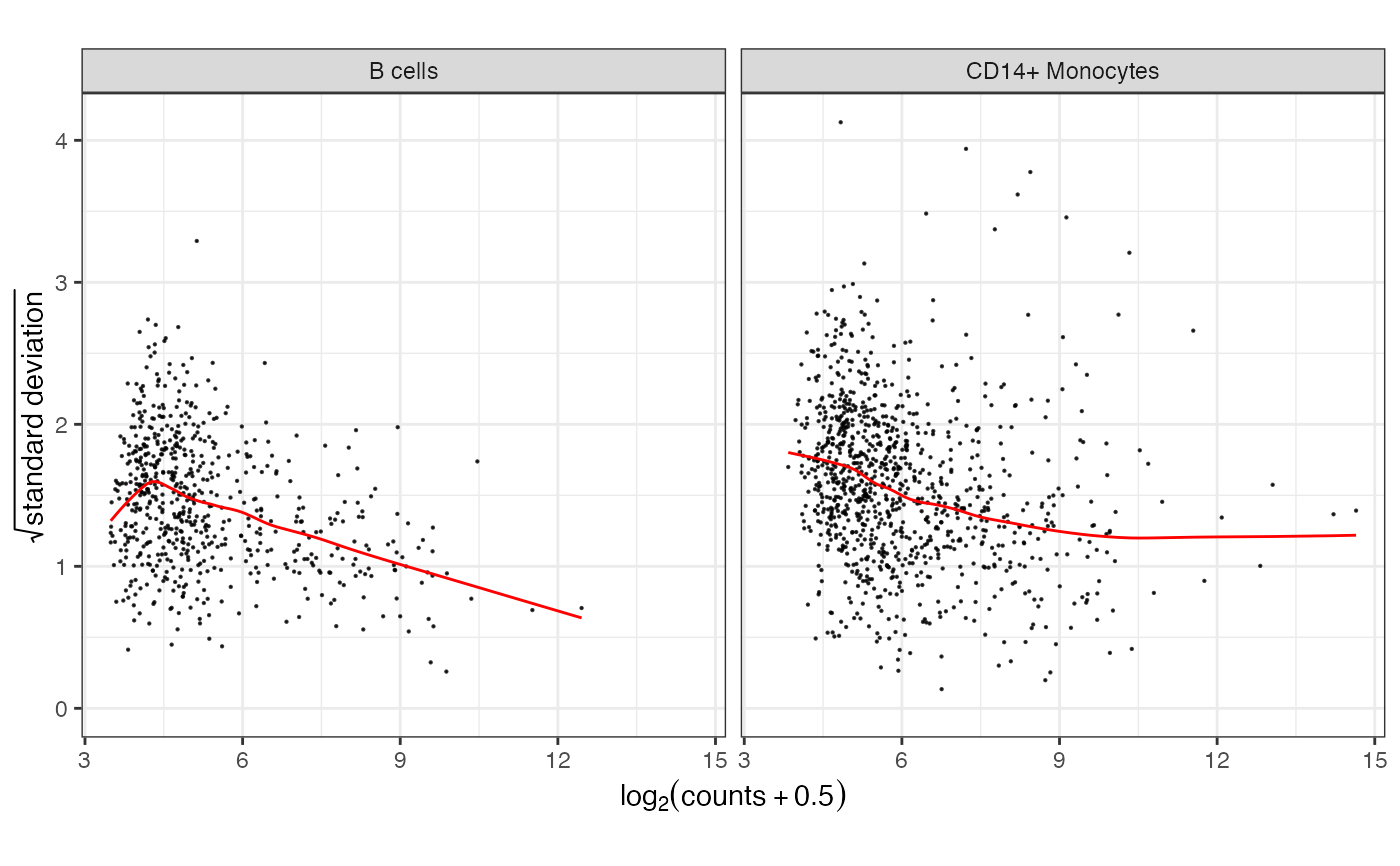 B cells
CD14+ Monocytes
4
3
2
1
0
√standard deviation
3 6 9 12 15
3 6 9 12 15
log₂(counts + 0.5)